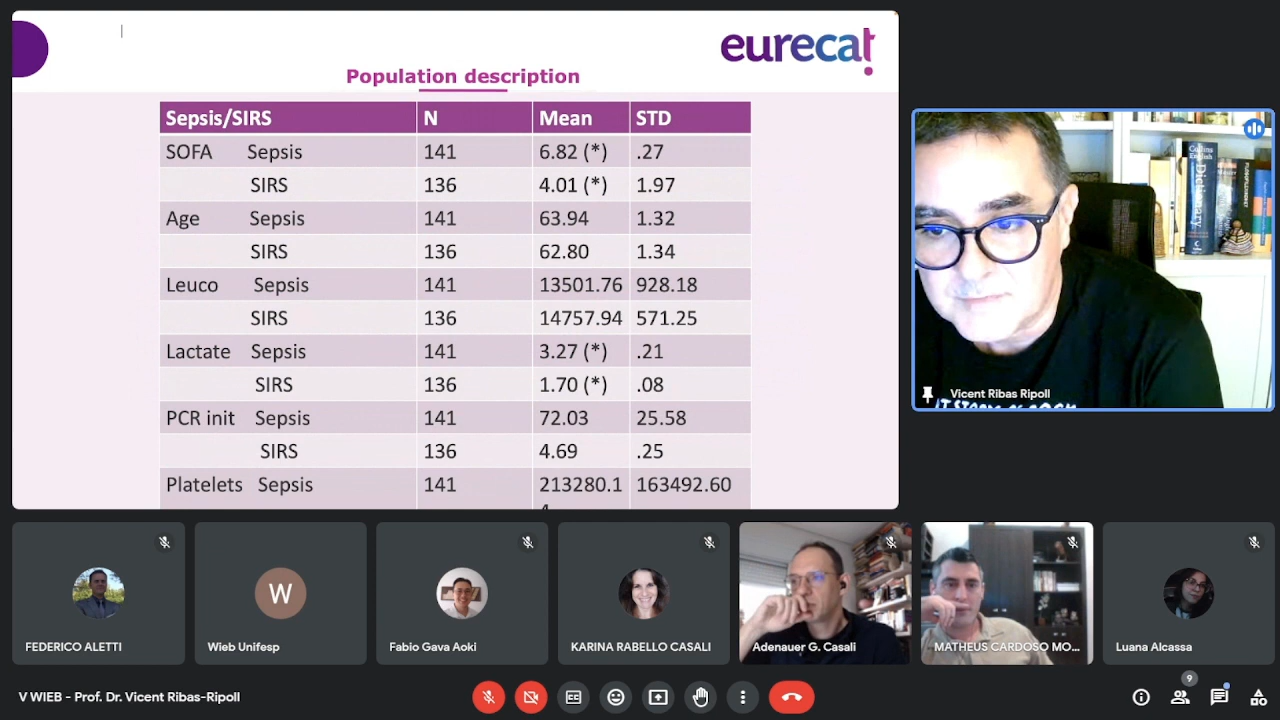 eurecat
Population description
Sepsis/SIRS N Mean STD
SOFA Sepsis 141 6.82 (*) .27
SIRS 136 4.01 (*) 1.97
Age Sepsis 141 63.94 1.32
SIRS 136 62.80 1.34
Leuco Sepsis 141 13501.76 928.18
SIRS 136 14757.94 571.25
Lactate Sepsis 141 3.27 (*) .21
SIRS 136 1.70 (*) .08
PCR init Sepsis 141 72.03 25.58
SIRS 136 4.69 .25
Platelets Sepsis 141 213280.1 163492.60
Collins
English
Dictionary
Vicent Ribas Ripoll
FEDERICO ALETTI
W
Wieb Unifesp
Fabio Gava Aoki
KARINA RABELLO CASALI
Adenauer G. Casali
MATHEUS CARDOSO MO...
Luana Alcassa
V WIEB - Prof. Dr. Vicent Ribas-Ripoll
9